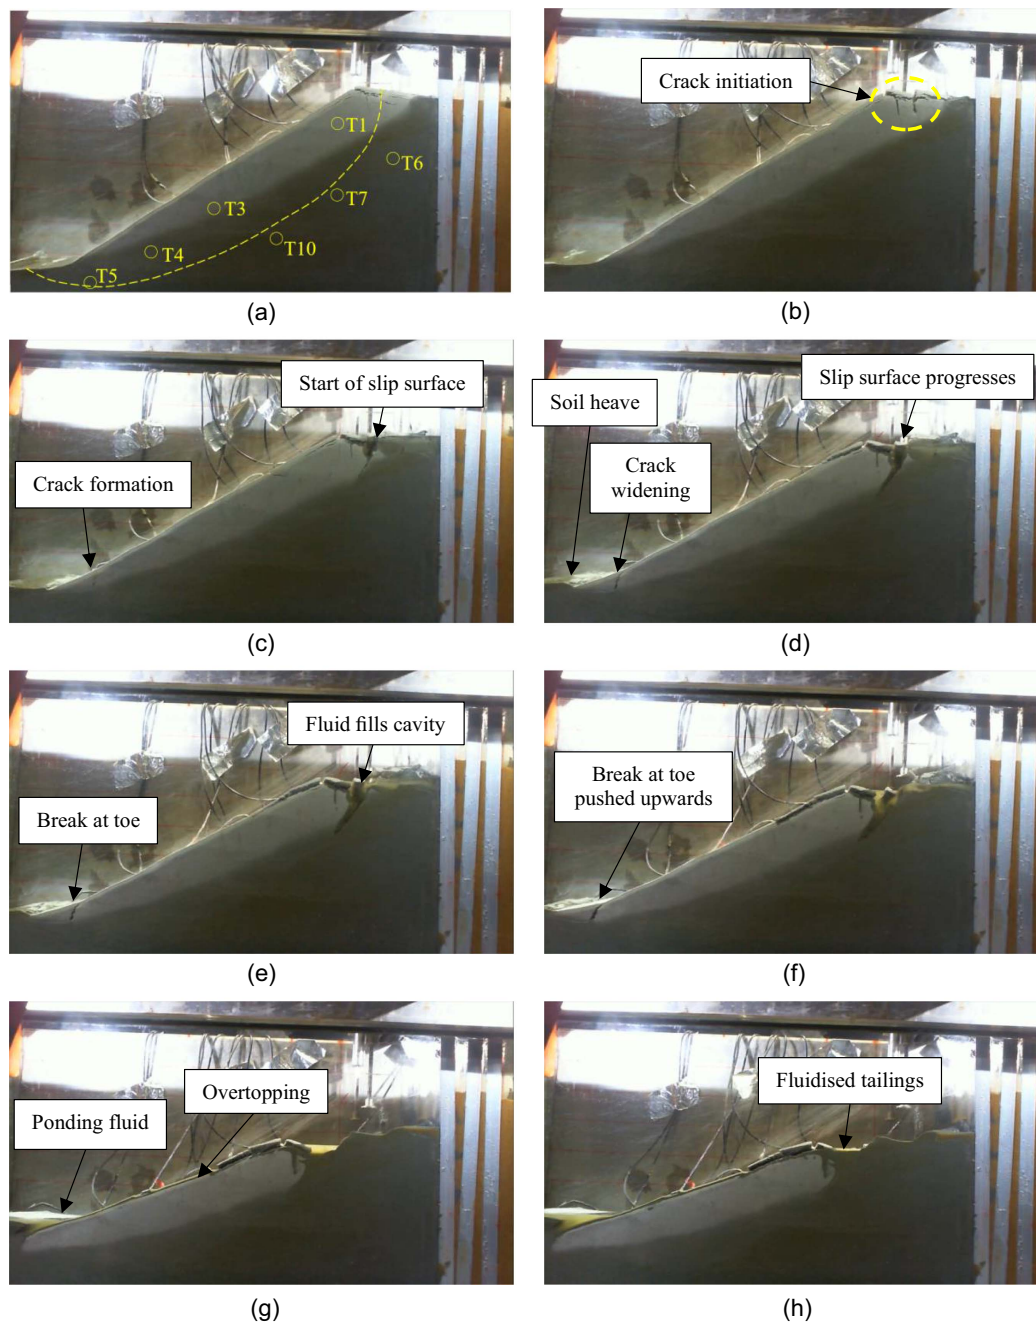 T1
T6
T7
T3
T10
T4
T5
(a)
Crack initiation
(b)
Start of slip surface
Crack formation
(c)
Slip surface progresses
Soil heave
Crack
widening
(d)
Fluid fills cavity
Break at toe
(e)
Break at toe
pushed upwards
(f)
Overtopping
Ponding fluid
(g)
Fluidised tailings
(h)